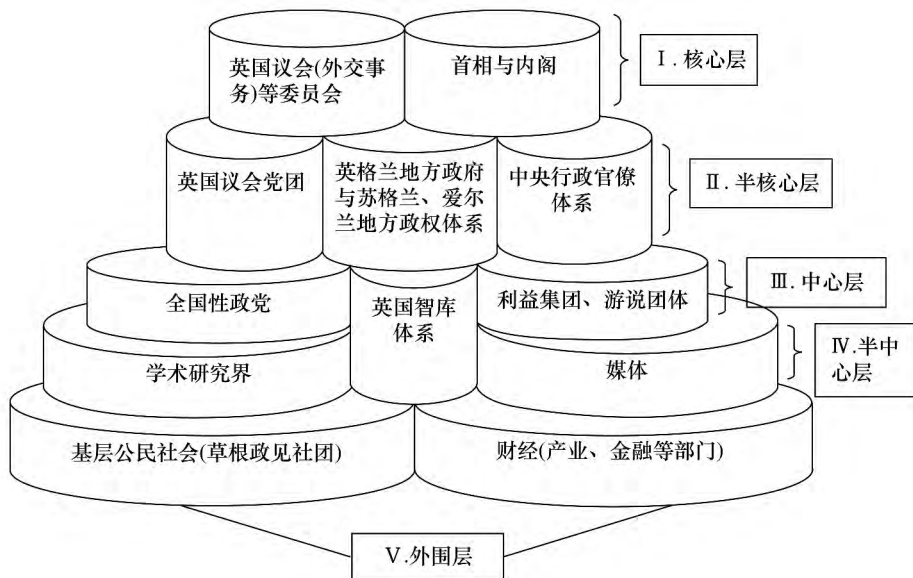 英国议会(外交事
务)等委员会
首相与内阁
Ⅰ.核心层
英国议会党团
英格兰地方政府
与苏格兰、爱尔
兰地方政权体系
中央行政官僚
体系
Ⅱ.半核心层
全国性政党
英国智库
体系
利益集团、游说团体
Ⅲ.中心层
学术研究界
媒体
Ⅳ.半中
心层
基层公民社会(草根政见社团)
财经(产业、金融等部门)
Ⅴ.外围层